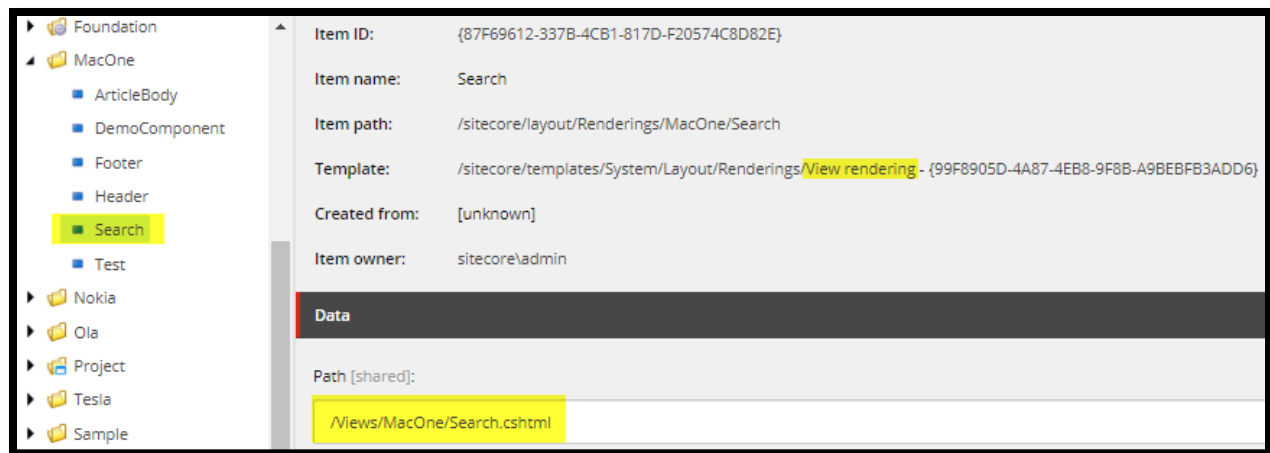 Foundation
MacOne
ArticleBody
DemoComponent
Footer
Header
Search
Test
Nokia
Ola
Project
Tesla
Sample
Item ID: {87F69612-337B-4CB1-817D-F20574C8D82E}
Item name: Search
Item path: /sitecore/layout/Renderings/MacOne/Search
Template: /sitecore/templates/System/Layout/Renderings/View rendering - {99F8905D-4A87-4EB8-9F8B-A9BEBFB3ADD6}
Created from: [unknown]
Item owner: sitecore\admin
Data
Path [shared]:
/Views/MacOne/Search.cshtml